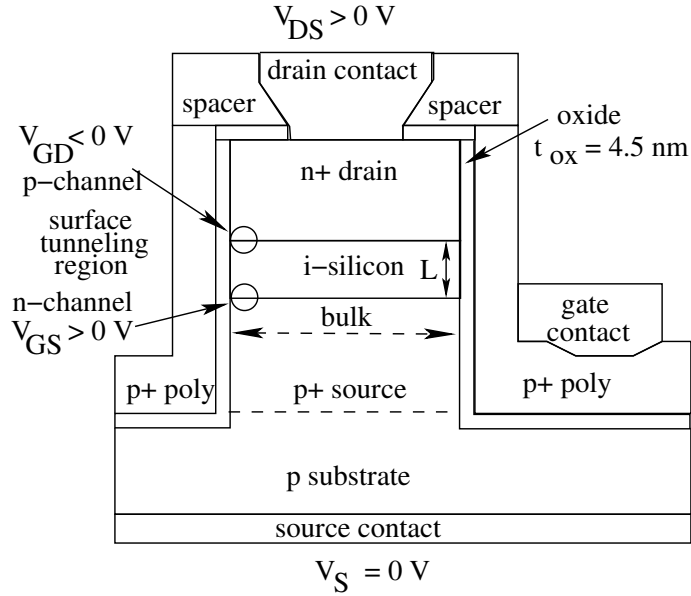 V_DS > 0 V
drain contact
spacer
spacer
oxide
t_ox = 4.5 nm
V_GD < 0 V
p−channel
n+ drain
surface
tunneling
region
i−silicon
L
n−channel
V_GS > 0 V
bulk
gate
contact
p+ poly
p+ source
p+ poly
p substrate
source contact
V_S = 0 V